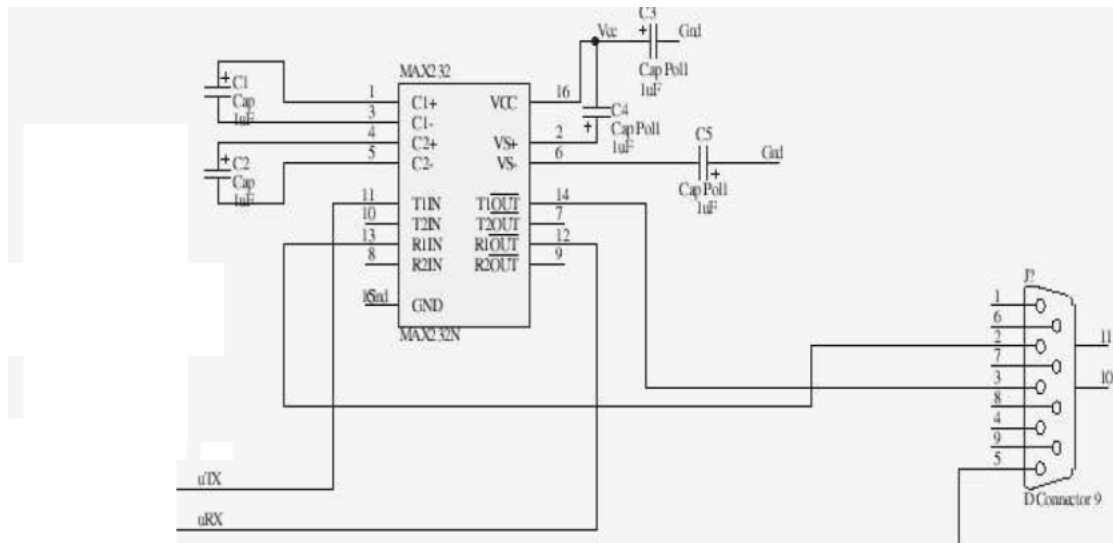 C3
+
Vcc
Gnd
Cap Pol1
1uF
MAX232
+
C1
Cap
1uF
1
C1+
VCC
16
3
C1-
C4
Cap Pol1
1uF
+
4
C2+
VS+
2
5
C2-
VS-
6
C5
Gnd
+
Cap Pol1
1uF
+
C2
Cap
1uF
11
T1IN
T1OUT
14
10
T2IN
T2OUT
7
13
R1IN
R1OUT
12
8
R2IN
R2OUT
9
GND
MAX232N
J?
1
6
2
11
7
3
10
8
4
9
5
D Connector 9
uTX
uRX